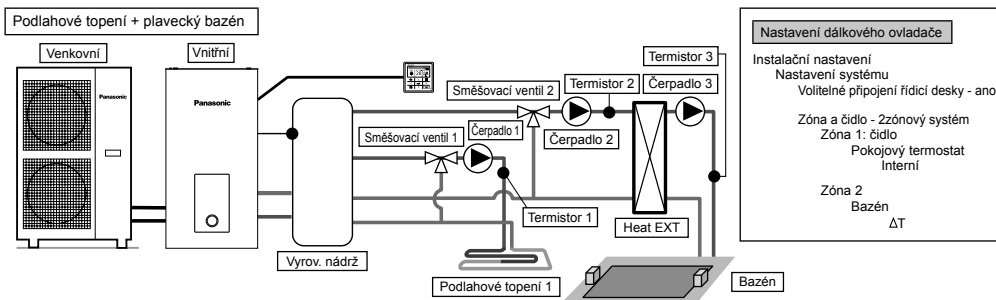 Podlahové topení + plavecký bazén
Venkovní
Vnitřní
Panasonic
Panasonic
Směšovací ventil 2
Termistor 2
Termistor 3
Čerpadlo 3
Směšovací ventil 1
Čerpadlo 1
Čerpadlo 2
Termistor 1
Heat EXT
Vyrov. nádrž
Podlahové topení 1
Bazén
Nastavení dálkového ovladače
Instalační nastavení
Nastavení systému
Volitelné připojení řídicí desky - ano
Zóna a čidlo - 2zónový systém
Zóna 1: čidlo
Pokojový termostat
Interní
Zóna 2
Bazén
ΔT